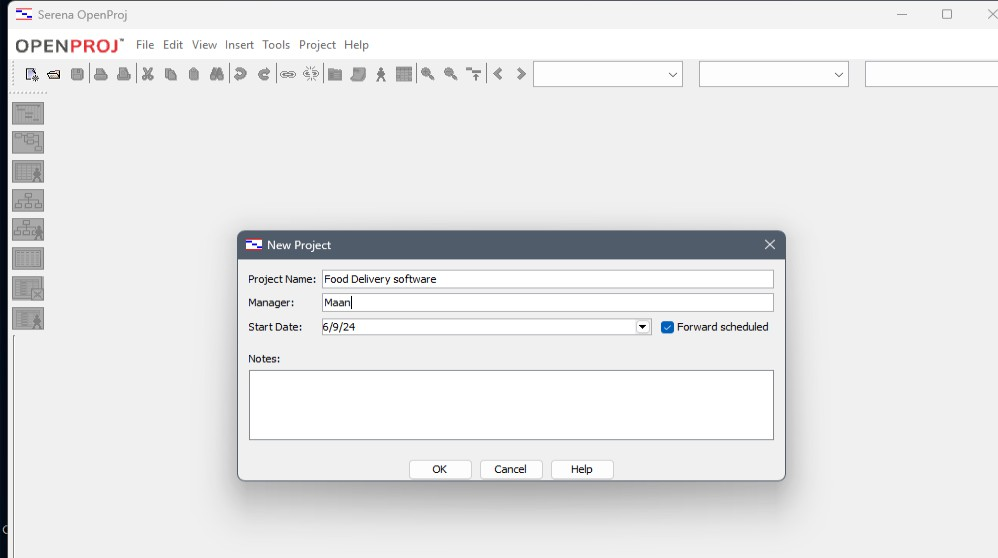 Serena OpenProj
OPENPROJ™ File Edit View Insert Tools Project Help
New Project
Project Name: Food Delivery software
Manager: Maan
Start Date: 6/9/24 Forward scheduled
Notes:
OK Cancel Help